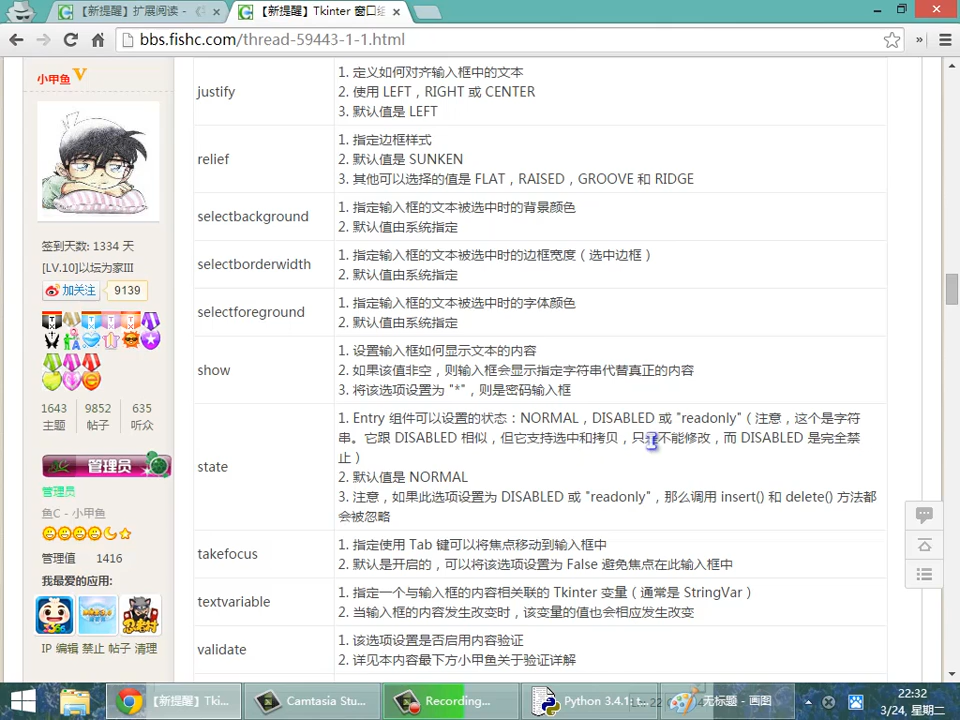 【新提醒】扩展阅读 -
【新提醒】Tkinter 窗口组
bbs.fishc.com/thread-59443-1-1.html
小甲鱼
签到天数: 1334 天
[LV.10]以坛为家III
加关注 9139
1643 9852 635
主题 帖子 听众
管理员
管理员
鱼C - 小甲鱼
管理值 1416
我最爱的应用:
IP 编辑 禁止 帖子 清理
justify
1. 定义如何对齐输入框中的文本
2. 使用 LEFT，RIGHT 或 CENTER
3. 默认值是 LEFT
relief
1. 指定边框样式
2. 默认值是 SUNKEN
3. 其他可以选择的值是 FLAT，RAISED，GROOVE 和 RIDGE
selectbackground
1. 指定输入框的文本被选中时的背景颜色
2. 默认值由系统指定
selectborderwidth
1. 指定输入框的文本被选中时的边框宽度（选中边框）
2. 默认值由系统指定
selectforeground
1. 指定输入框的文本被选中时的字体颜色
2. 默认值由系统指定
show
1. 设置输入框如何显示文本的内容
2. 如果该值非空，则输入框会显示指定字符串代替真正的内容
3. 将该选项设置为 "*"，则是密码输入框
state
1. Entry 组件可以设置的状态：NORMAL，DISABLED 或 "readonly"（注意，这个是字符
串。它跟 DISABLED 相似，但它支持选中和拷贝，只是不能修改，而 DISABLED 是完全禁
止）
2. 默认值是 NORMAL
3. 注意，如果此选项设置为 DISABLED 或 "readonly"，那么调用 insert() 和 delete() 方法都
会被忽略
takefocus
1. 指定使用 Tab 键可以将焦点移动到输入框中
2. 默认是开启的，可以将该选项设置为 False 避免焦点在此输入框中
textvariable
1. 指定一个与输入框的内容相关联的 Tkinter 变量（通常是 StringVar）
2. 当输入框的内容发生改变时，该变量的值也会相应发生改变
validate
1. 该选项设置是否启用内容验证
2. 详见本内容最下方小甲鱼关于验证详解
【新提醒】Tki...
Camtasia Stu...
Recording...
Python 3.4.1: t...
无标题 - 画图
22:32
3/24, 星期二